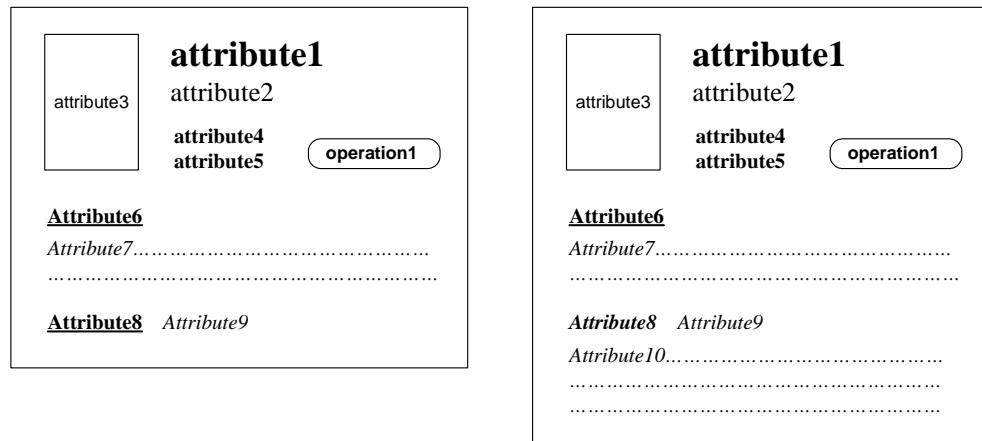 attribute1
attribute2
attribute3
attribute4
attribute5
operation1
Attribute6
Attribute7………………………………………
……………………………………………………
Attribute8 Attribute9
attribute1
attribute2
attribute3
attribute4
attribute5
operation1
Attribute6
Attribute7………………………………………
……………………………………………………
Attribute8 Attribute9
Attribute10……………………………………
…………………………………………………
…………………………………………………